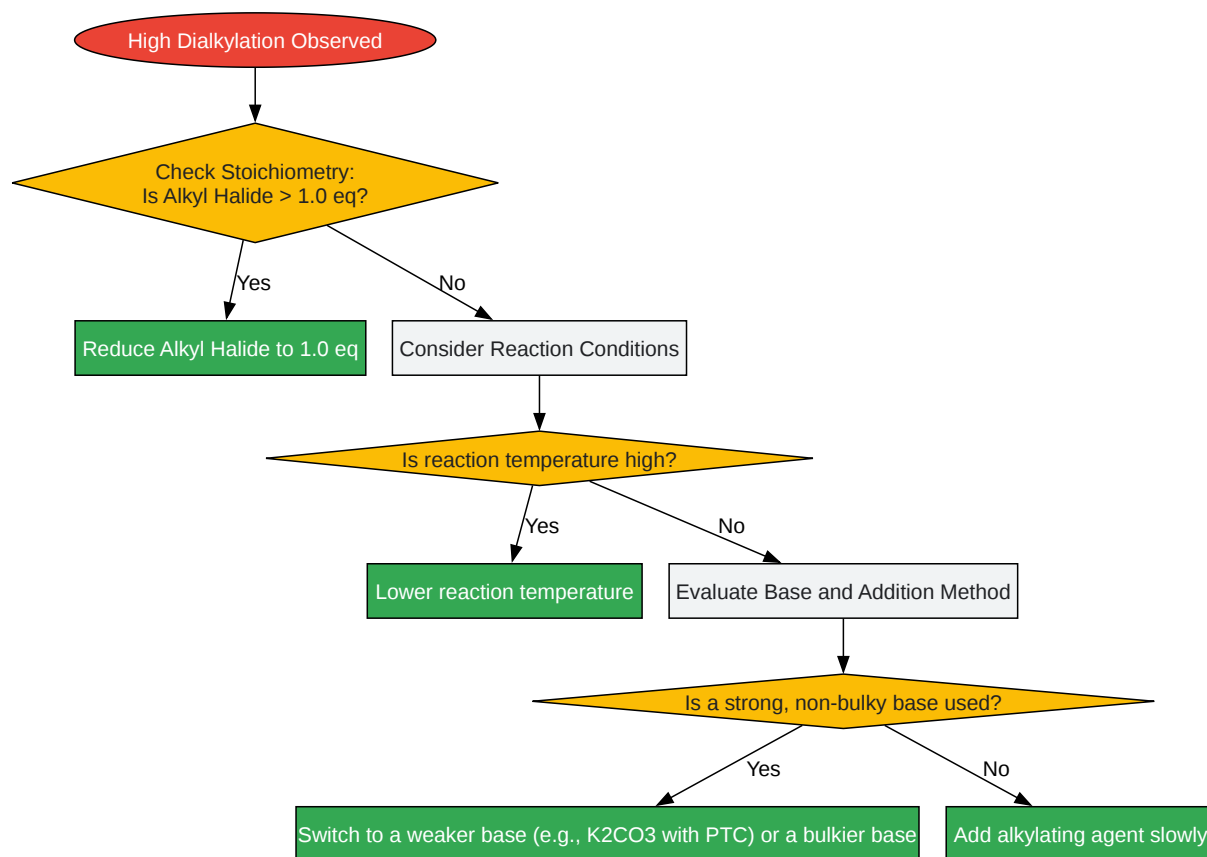 High Dialkylation Observed
Check Stoichiometry:
Is Alkyl Halide > 1.0 eq?
Yes
No
Reduce Alkyl Halide to 1.0 eq
Consider Reaction Conditions
Is reaction temperature high?
Yes
No
Lower reaction temperature
Evaluate Base and Addition Method
Is a strong, non-bulky base used?
Yes
No
Switch to a weaker base (e.g., K2CO3 with PTC) or a bulkier base
Add alkylating agent slowly